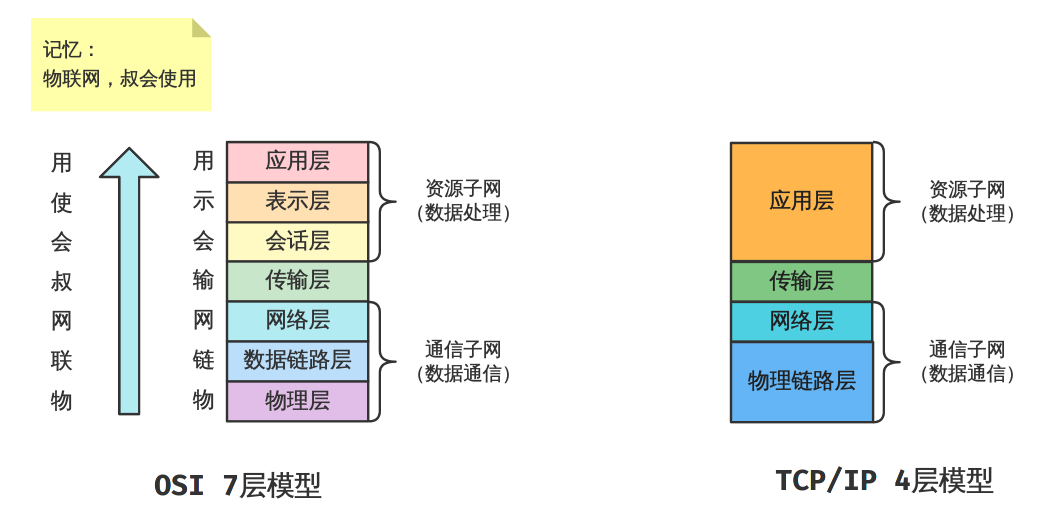 记忆：
物联网，叔会使用
用
使
会
叔
网
联
物
用
示
会
输
网
链
物
应用层
表示层
会话层
传输层
网络层
数据链路层
物理层
资源子网
（数据处理）
通信子网
（数据通信）
OSI 7层模型
应用层
传输层
网络层
物理链路层
资源子网
（数据处理）
通信子网
（数据通信）
TCP/IP 4层模型